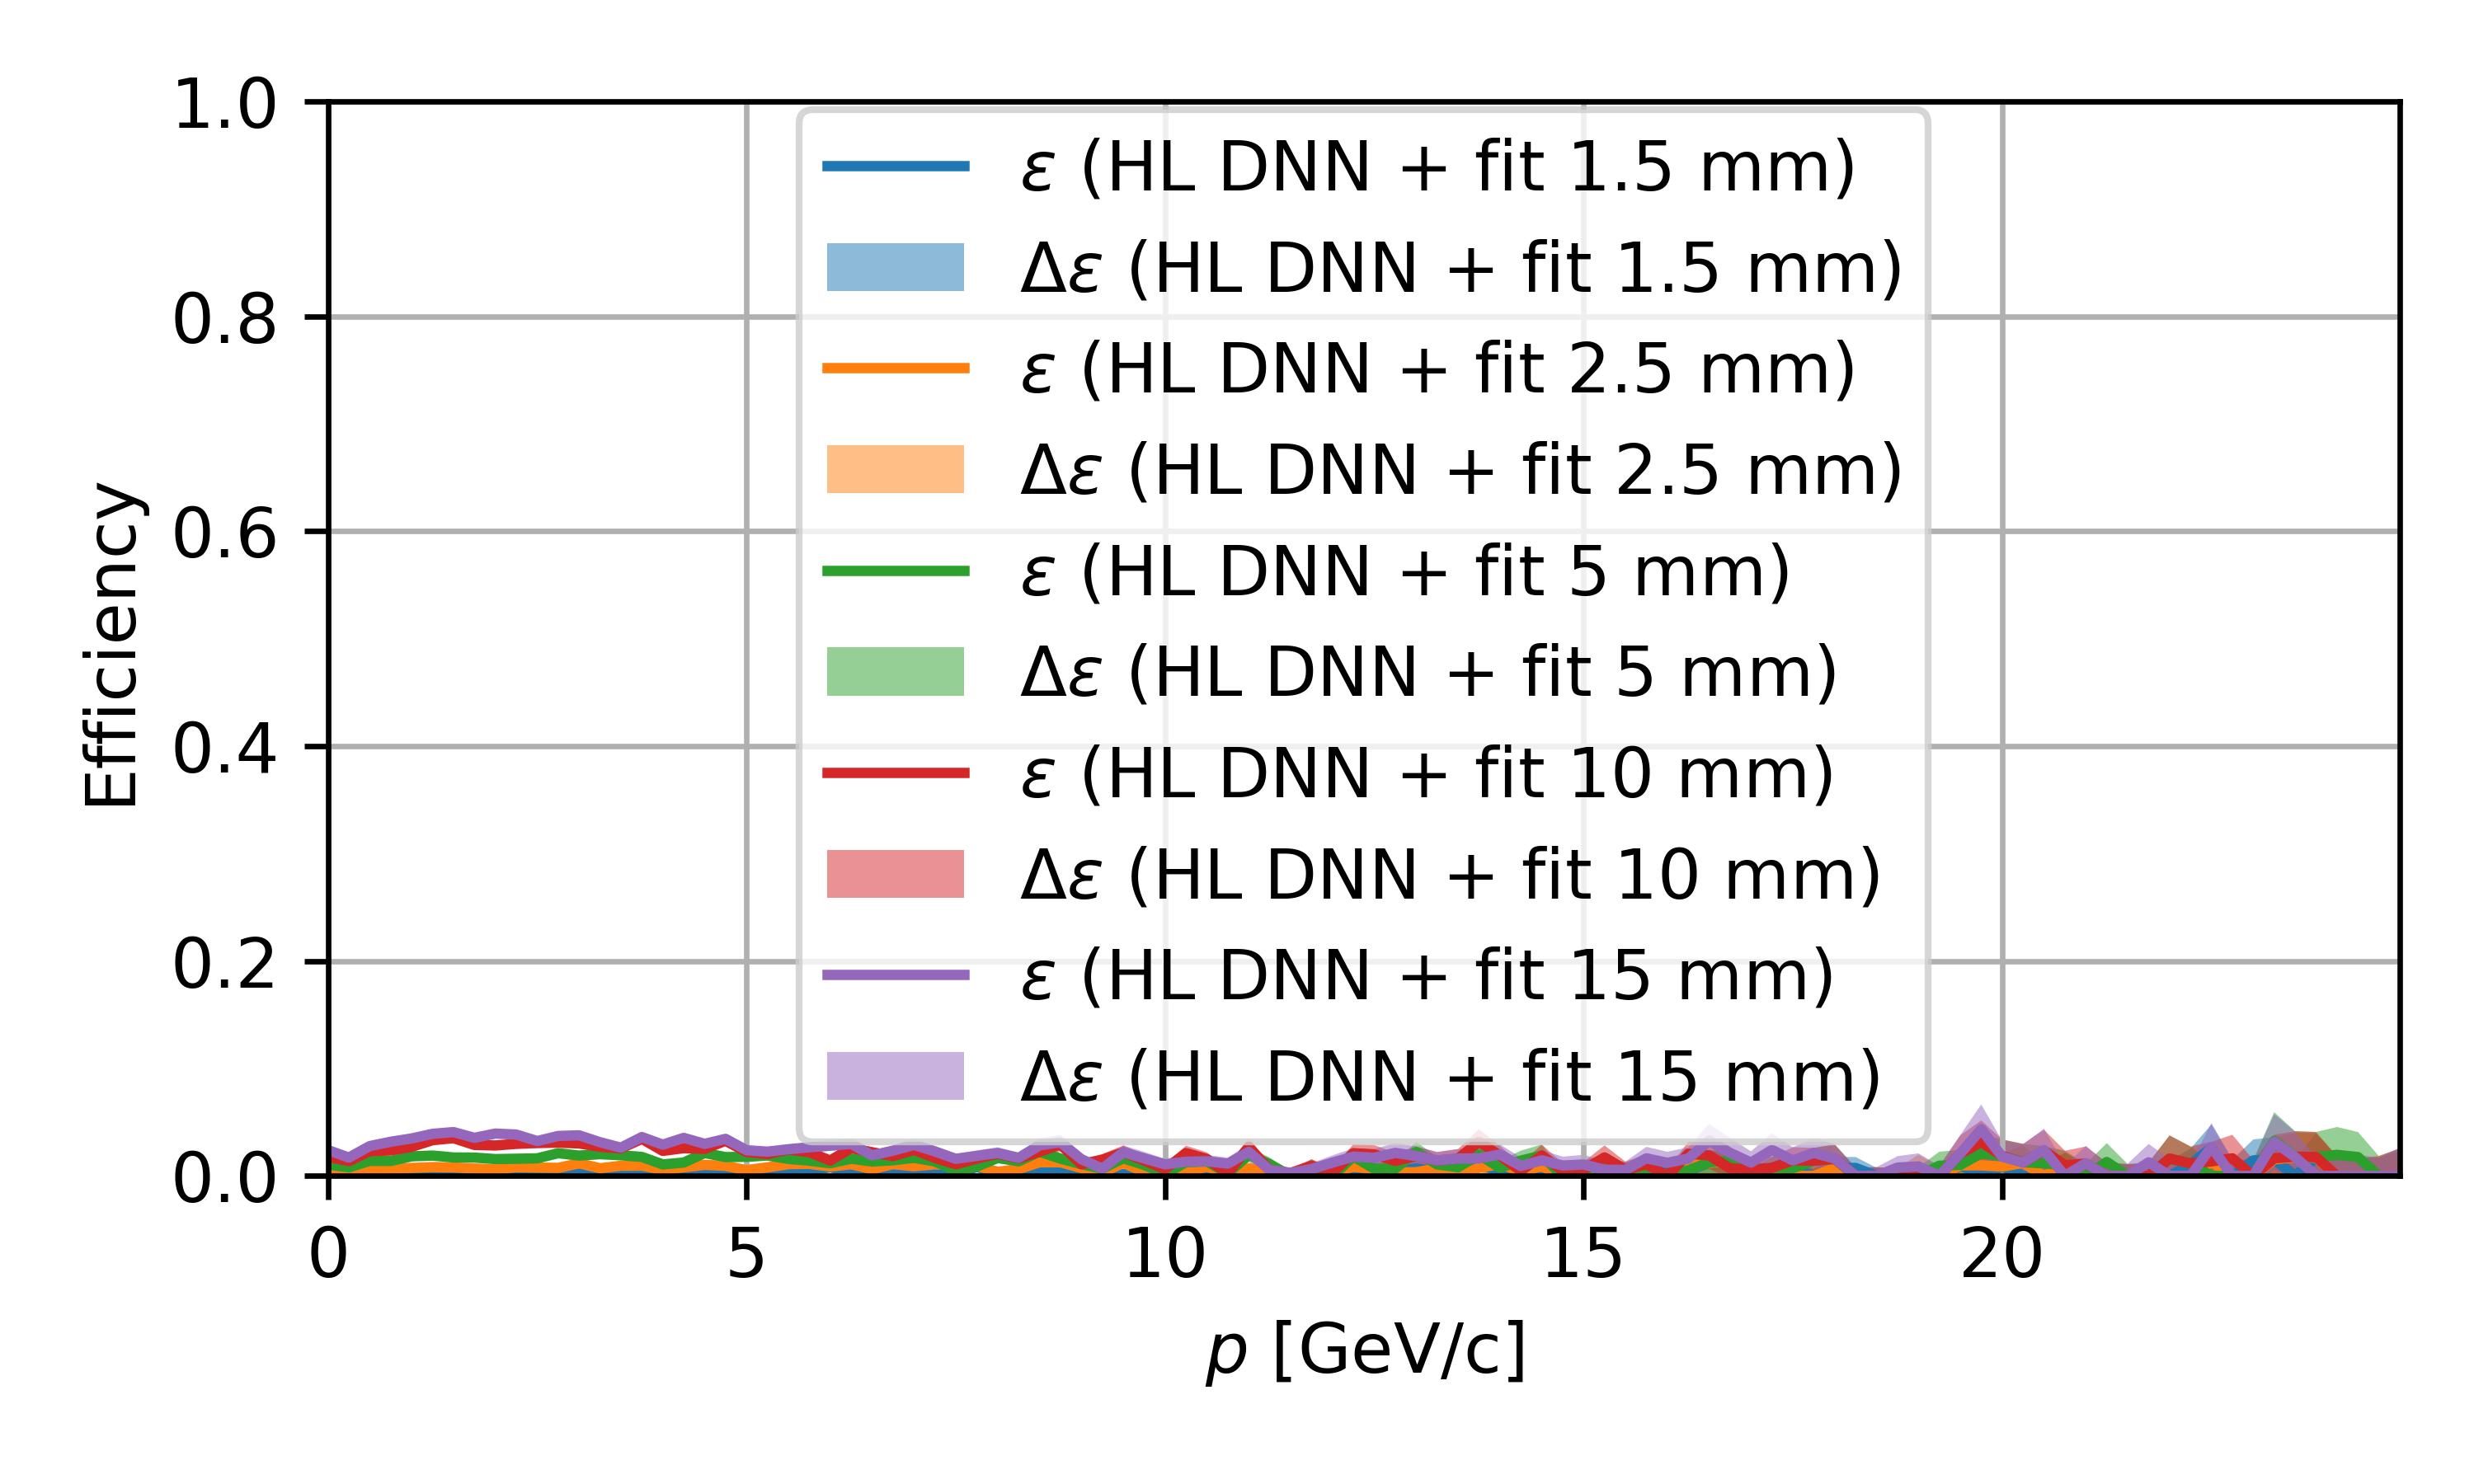 1.0
0.8
0.6
0.4
0.2
0.0
Efficiency
ε (HL DNN + fit 1.5 mm)
Δε (HL DNN + fit 1.5 mm)
ε (HL DNN + fit 2.5 mm)
Δε (HL DNN + fit 2.5 mm)
ε (HL DNN + fit 5 mm)
Δε (HL DNN + fit 5 mm)
ε (HL DNN + fit 10 mm)
Δε (HL DNN + fit 10 mm)
ε (HL DNN + fit 15 mm)
Δε (HL DNN + fit 15 mm)
0 5 10 15 20
p [GeV/c]